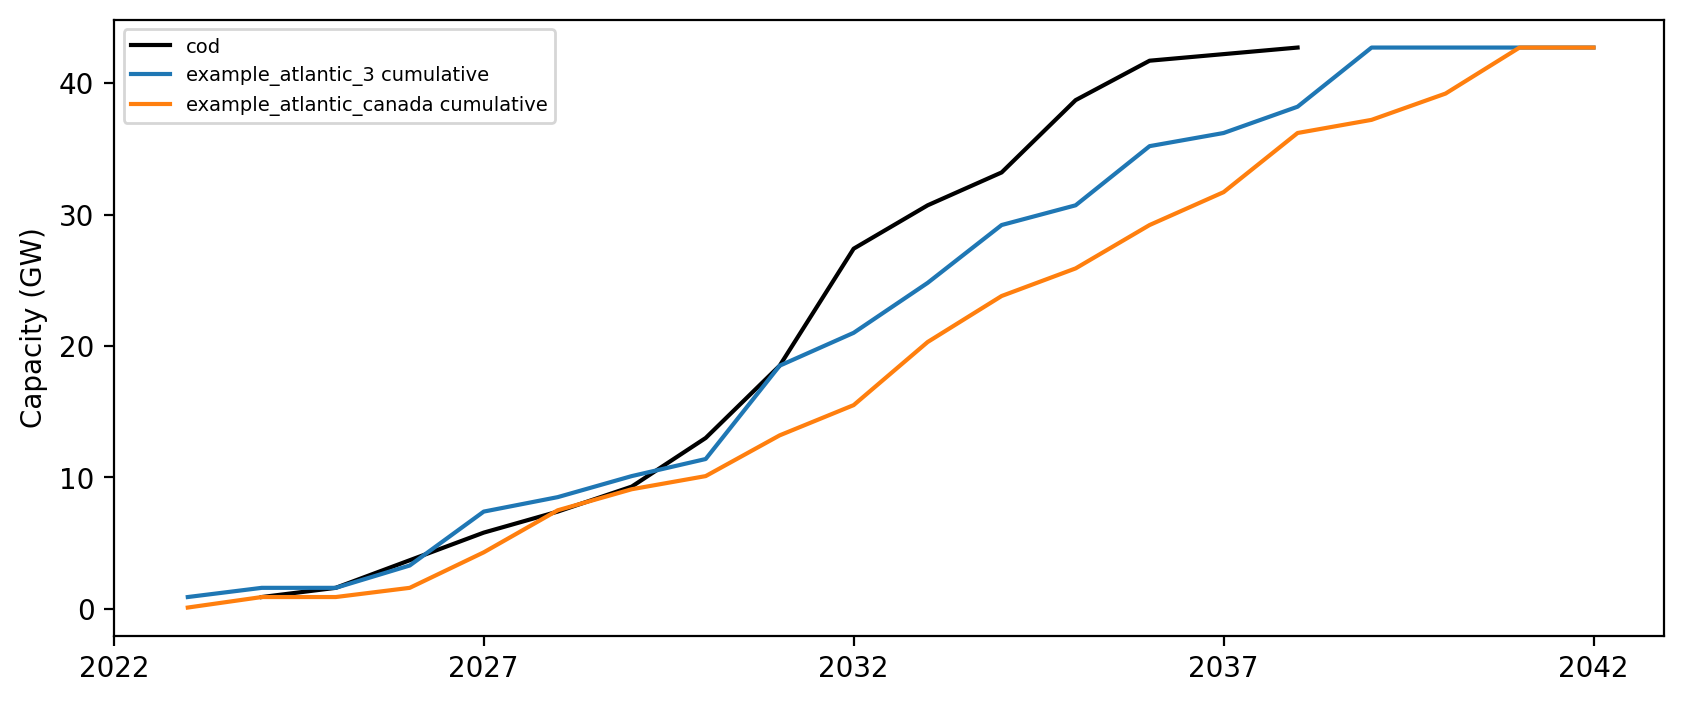 cod
example_atlantic_3 cumulative
example_atlantic_canada cumulative
Capacity (GW)
40
30
20
10
0
2022 2027 2032 2037 2042